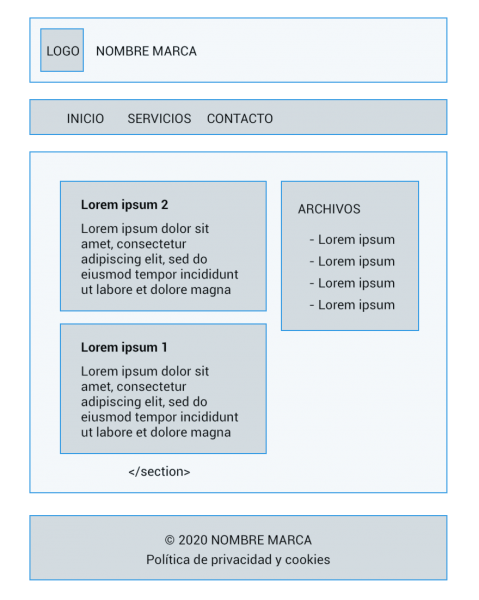 LOGO NOMBRE MARCA
INICIO SERVICIOS CONTACTO
Lorem ipsum 2
Lorem ipsum dolor sit
amet, consectetur
adipiscing elit, sed do
eiusmod tempor incididunt
ut labore et dolore magna
Lorem ipsum 1
Lorem ipsum dolor sit
amet, consectetur
adipiscing elit, sed do
eiusmod tempor incididunt
ut labore et dolore magna
</section>
ARCHIVOS
- Lorem ipsum
- Lorem ipsum
- Lorem ipsum
- Lorem ipsum
© 2020 NOMBRE MARCA
Política de privacidad y cookies